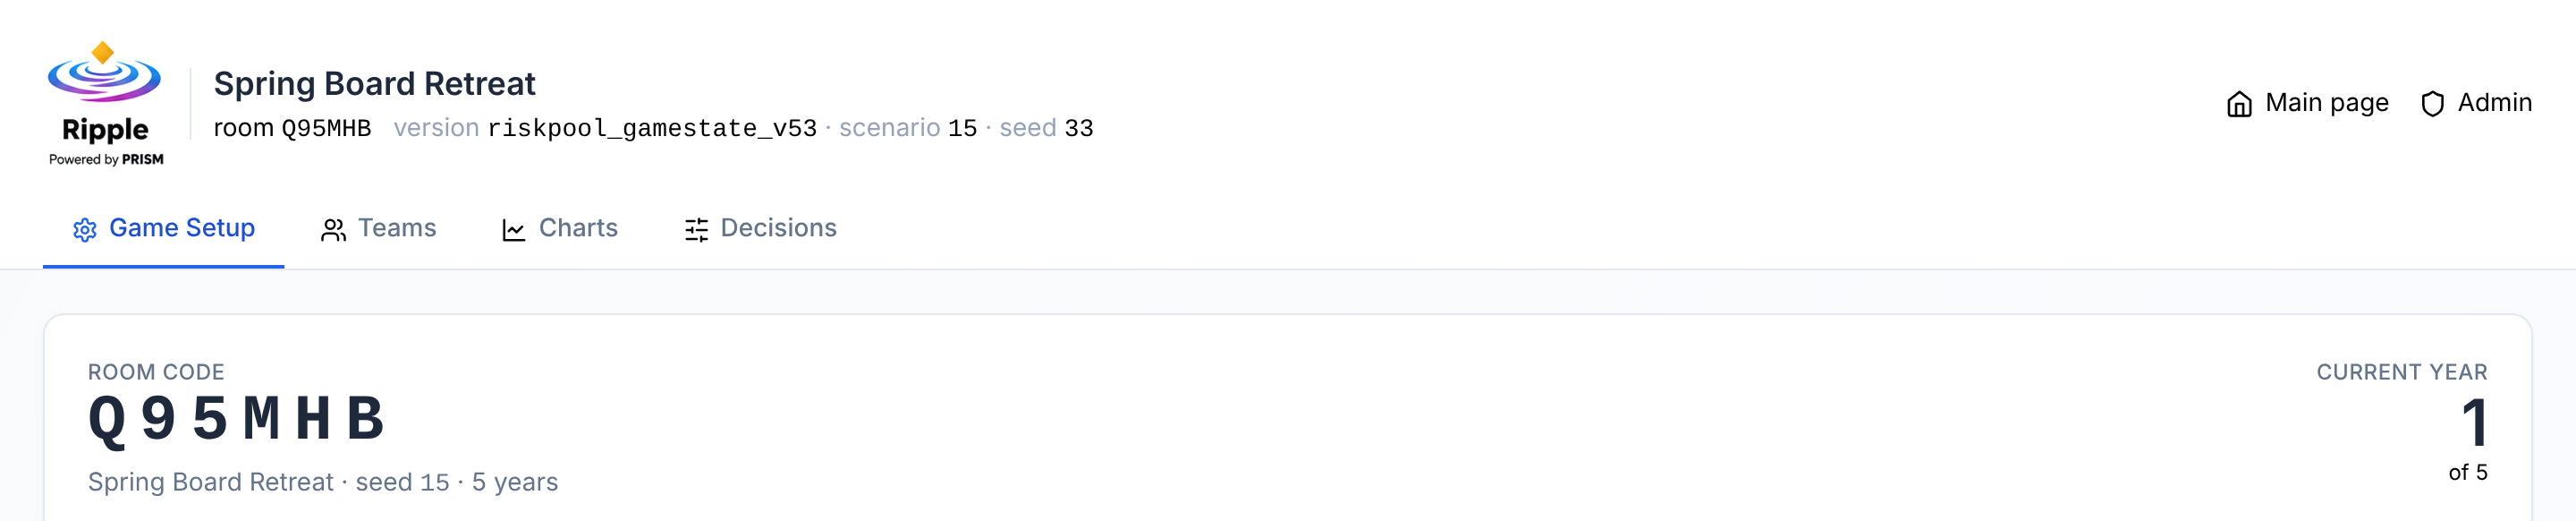 Ripple
Powered by PRISM
Spring Board Retreat
room Q95MHB version riskpool_gamestate_v53 · scenario 15 · seed 33
Main page
Admin
Game Setup
Teams
Charts
Decisions
ROOM CODE
Q95MHB
Spring Board Retreat · seed 15 · 5 years
CURRENT YEAR
1
of 5